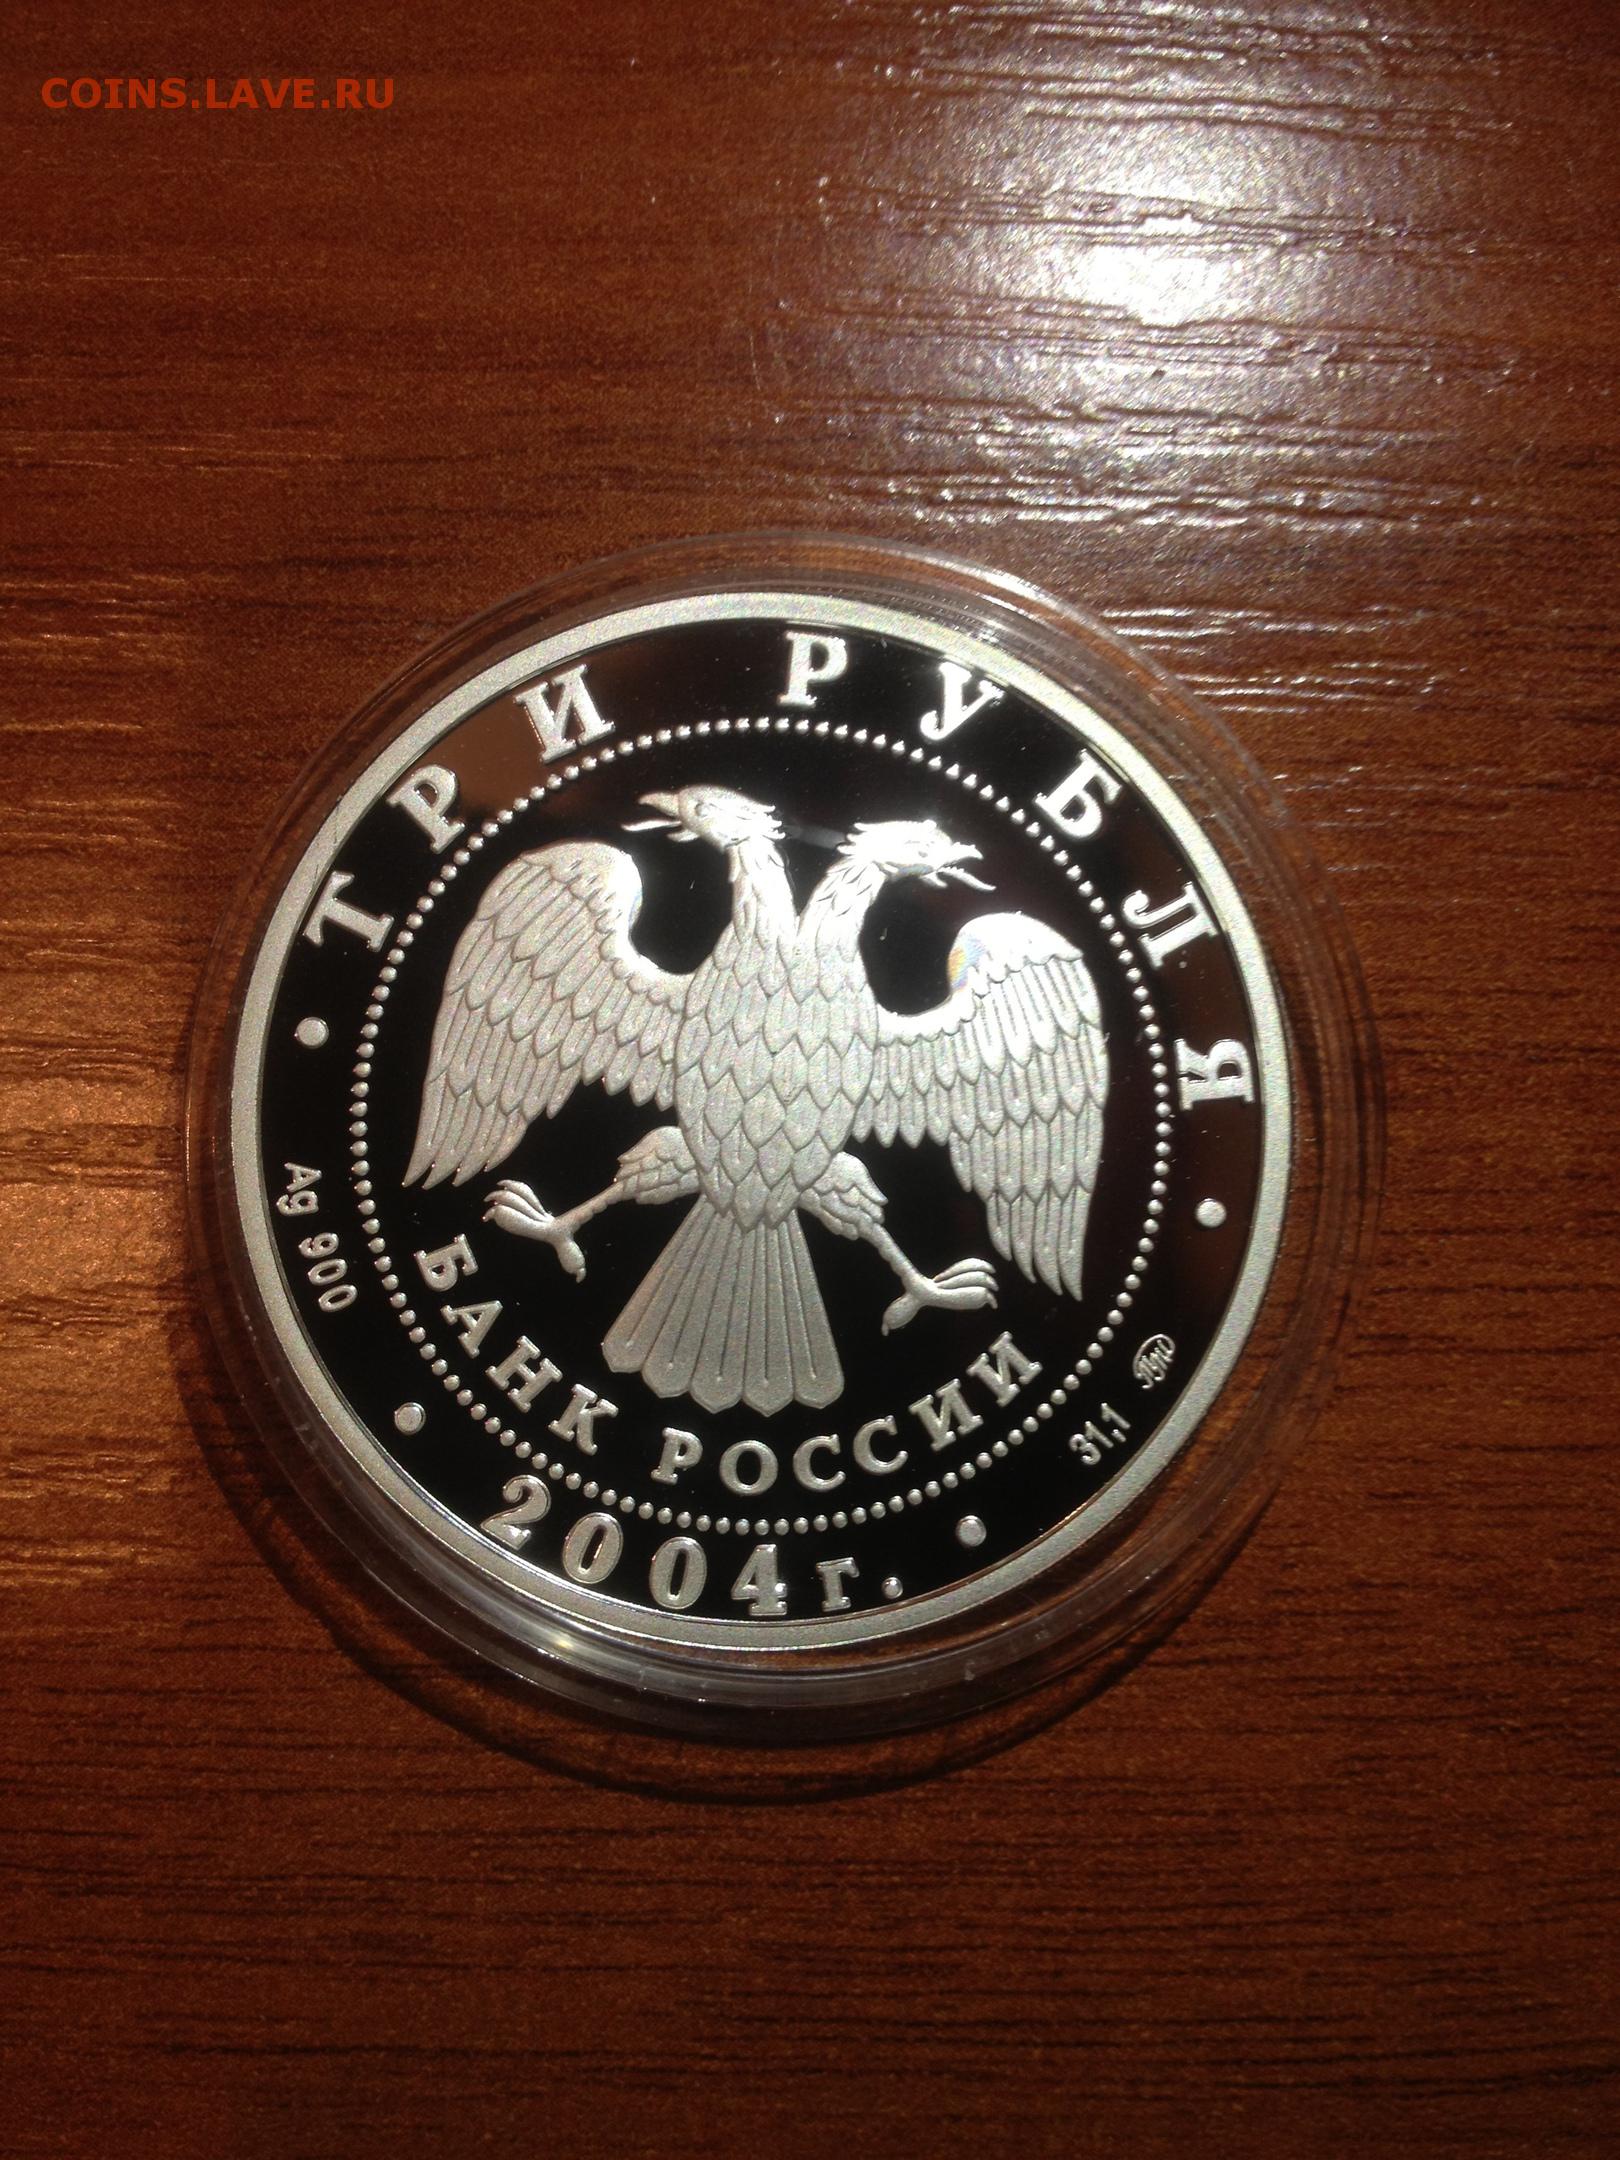 COINS.LAVE.RU
ТРИ РУБЛЯ
БАНК РОССИИ
Ag 900
31,1
2004г.